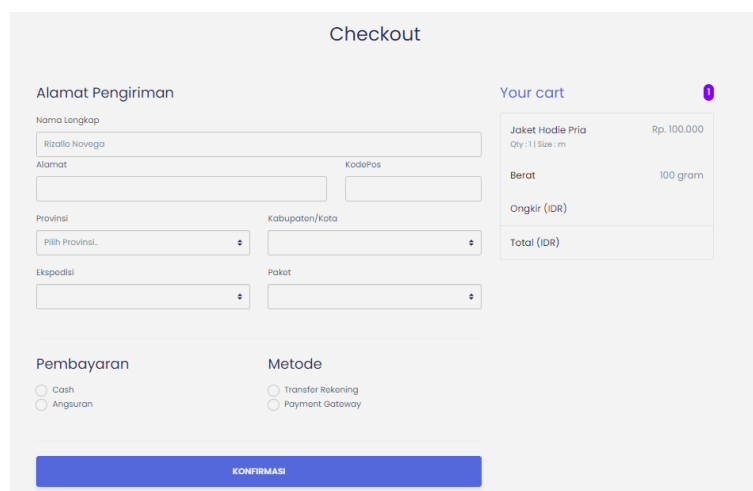 Checkout
Alamat Pengiriman
Nama Lengkap
Rizallo Novega
Alamat KodePos
Provinsi Kabupaten/Kota
Pilih Provinsi..
Ekspedisi Paket
Pembayaran Metode
Cash Transfer Rekening
Angsuran Payment Gateway
KONFIRMASI
Your cart 1
Jaket Hodie Pria Rp. 100.000
Qty : 1 | Size : m
Berat 100 gram
Ongkir (IDR)
Total (IDR)